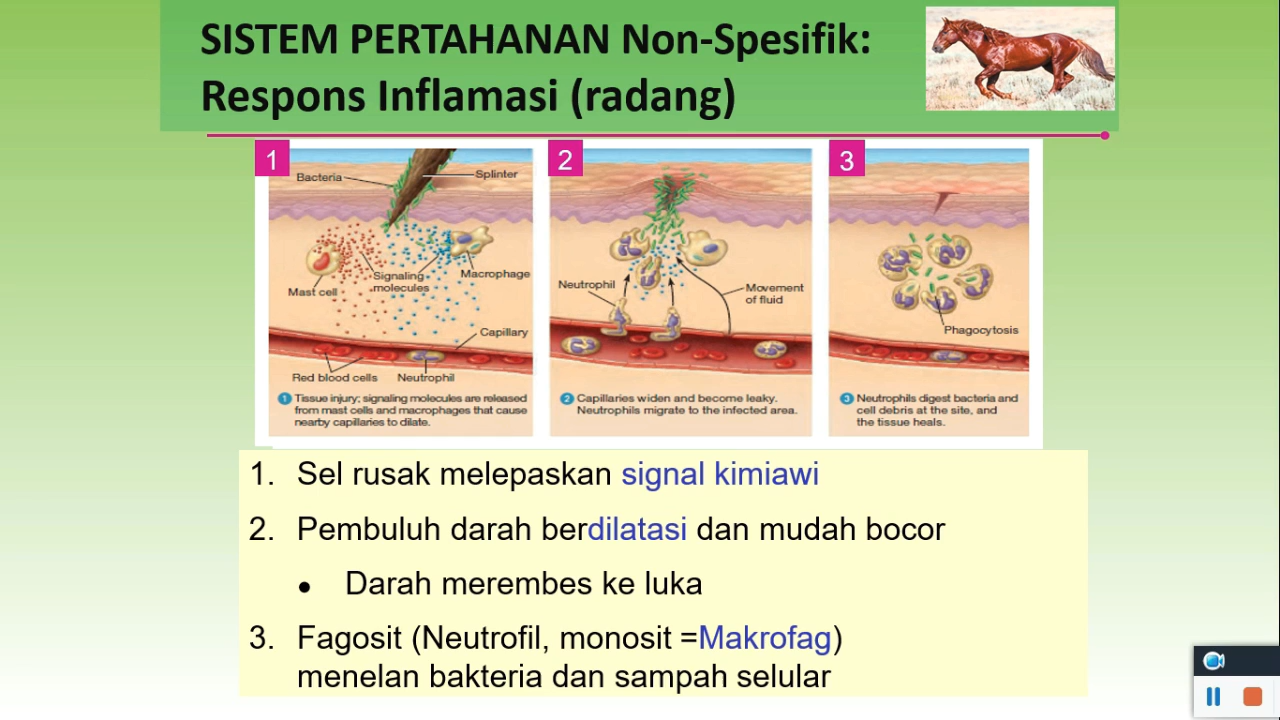 SISTEM PERTAHANAN Non-Spesifik:
Respons Inflamasi (radang)
1
Bacteria
Splinter
Signaling
molecules
Macrophage
Mast cell
Capillary
Red blood cells
Neutrophil
1 Tissue injury; signaling molecules are released
from mast cells and macrophages that cause
nearby capillaries to dilate.
2
Neutrophil
Movement
of fluid
2 Capillaries widen and become leaky.
Neutrophils migrate to the infected area.
3
Phagocytosis
3 Neutrophils digest bacteria and
cell debris at the site, and
the tissue heals.
1. Sel rusak melepaskan signal kimiawi
2. Pembuluh darah berdilatasi dan mudah bocor
• Darah merembes ke luka
3. Fagosit (Neutrofil, monosit =Makrofag)
menelan bakteria dan sampah selular